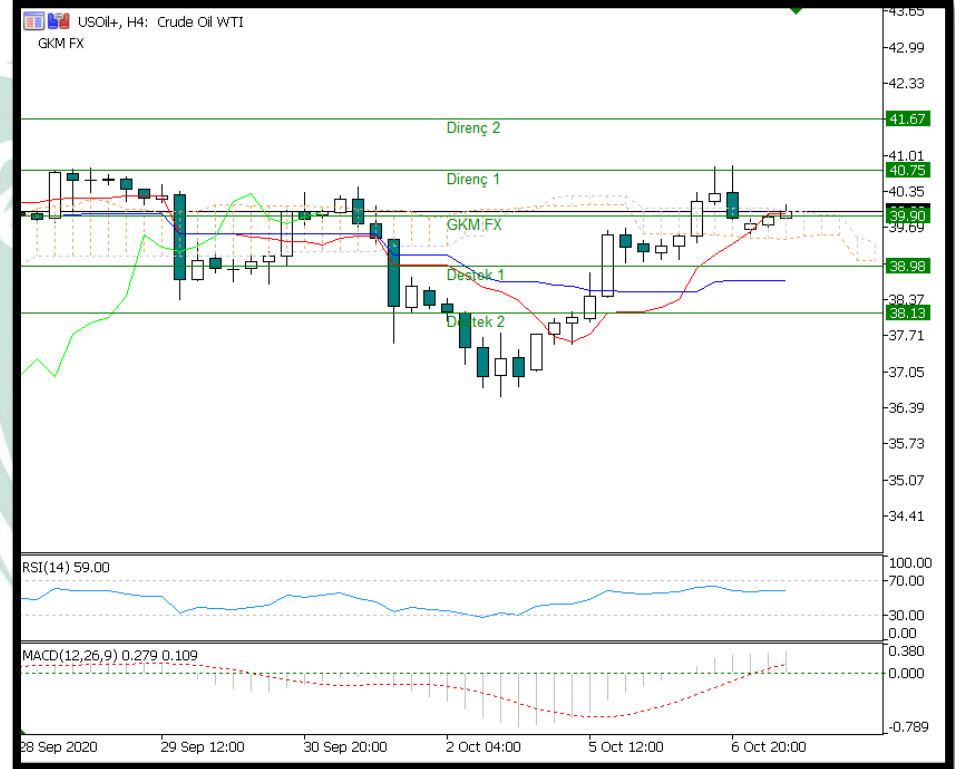 USOil+, H4: Crude Oil WTI
GKM FX
43.65
42.99
42.33
41.67
Direnç 2
41.01
40.75
Direnç 1
40.35
39.90
GKM FX
39.69
38.98
Destek 1
38.37
38.13
Destek 2
37.71
37.05
36.39
35.73
35.07
34.41
RSI(14) 59.00
100.00
70.00
30.00
0.00
MACD(12,26,9) 0.279 0.109
0.380
0.000
-0.789
28 Sep 2020 29 Sep 12:00 30 Sep 20:00 2 Oct 04:00 5 Oct 12:00 6 Oct 20:00